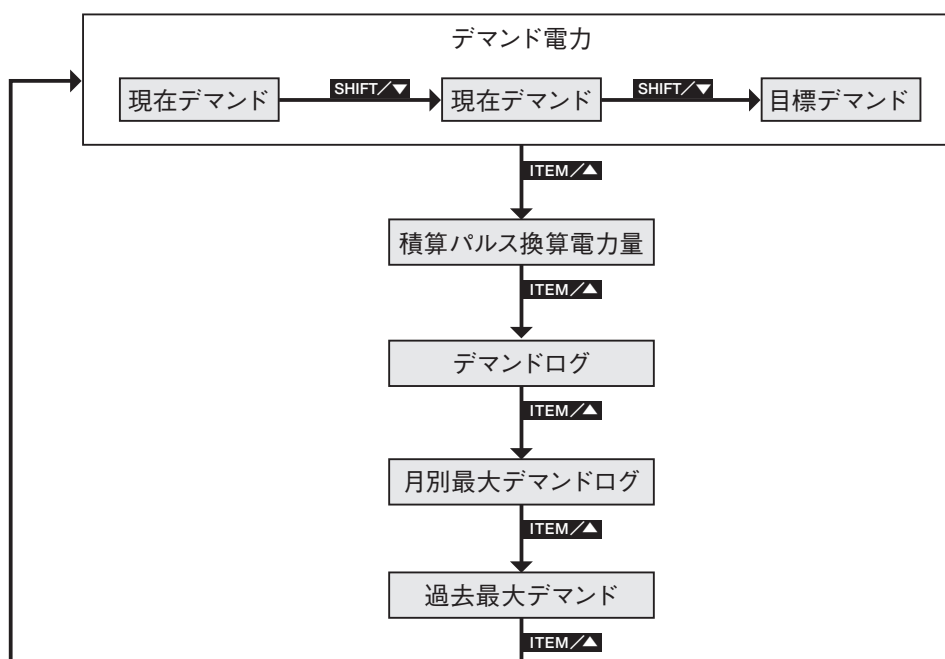 デマンド電力
現在デマンド
SHIFT／▼
現在デマンド
SHIFT／▼
目標デマンド
ITEM／▲
積算パルス換算電力量
ITEM／▲
デマンドログ
ITEM／▲
月別最大デマンドログ
ITEM／▲
過去最大デマンド
ITEM／▲